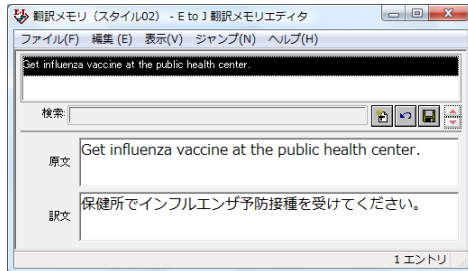 翻訳メモリ（スタイル02） - E to J 翻訳メモリエディタ
ファイル(F) 編集(E) 表示(V) ジャンプ(N) ヘルプ(H)
Get influenza vaccine at the public health center.
検索:
原文 Get influenza vaccine at the public health center.
訳文 保健所でインフルエンザ予防接種を受けてください。
1 エントリ